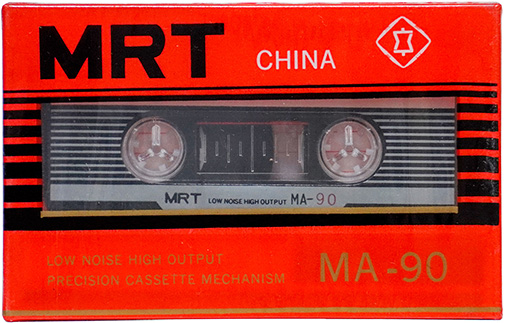 MRT
CHINA
MRT LOW NOISE HIGH OUTPUT MA-90
LOW NOISE HIGH OUTPUT
PRECISION CASSETTE MECHANISM
MA-90